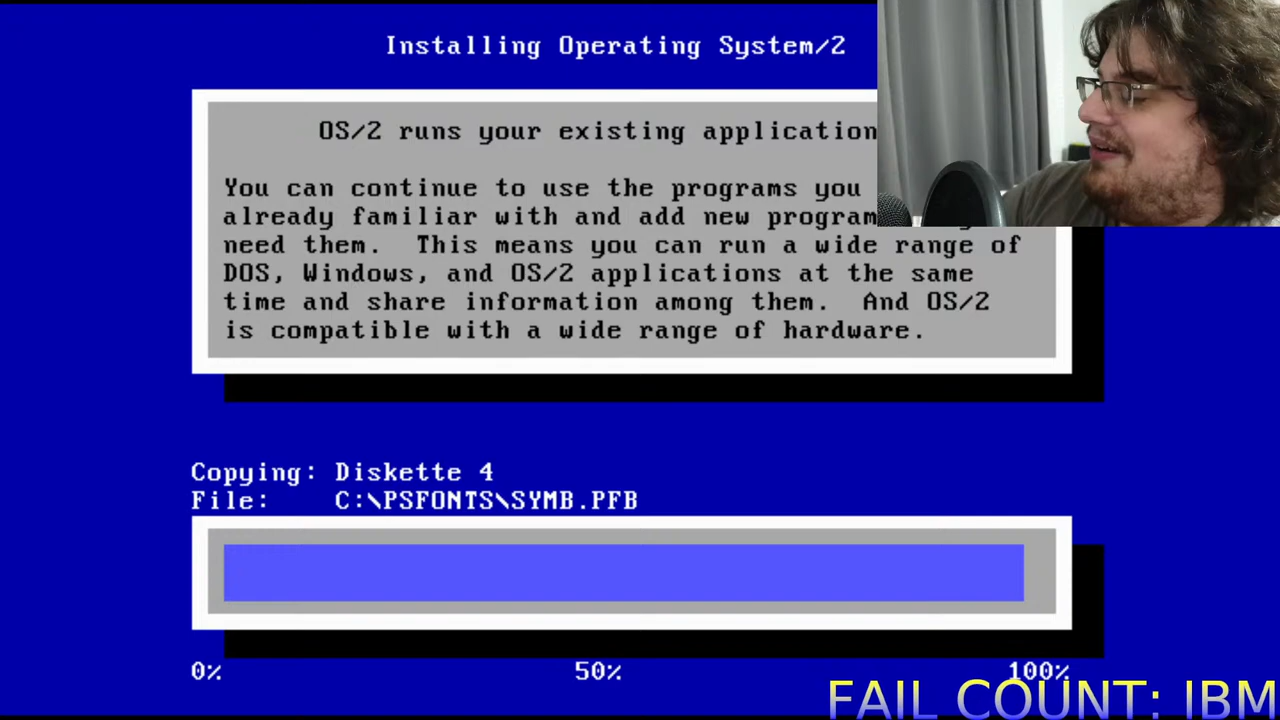 Installing Operating System/2
OS/2 runs your existing application
You can continue to use the programs you
already familiar with and add new program
need them.  This means you can run a wide range of
DOS, Windows, and OS/2 applications at the same
time and share information among them.  And OS/2
is compatible with a wide range of hardware.
Copying: Diskette 4
File:   C:\PSFONTS\SYMB.PFB
0% 50% 100%
FAIL COUNT: IBM